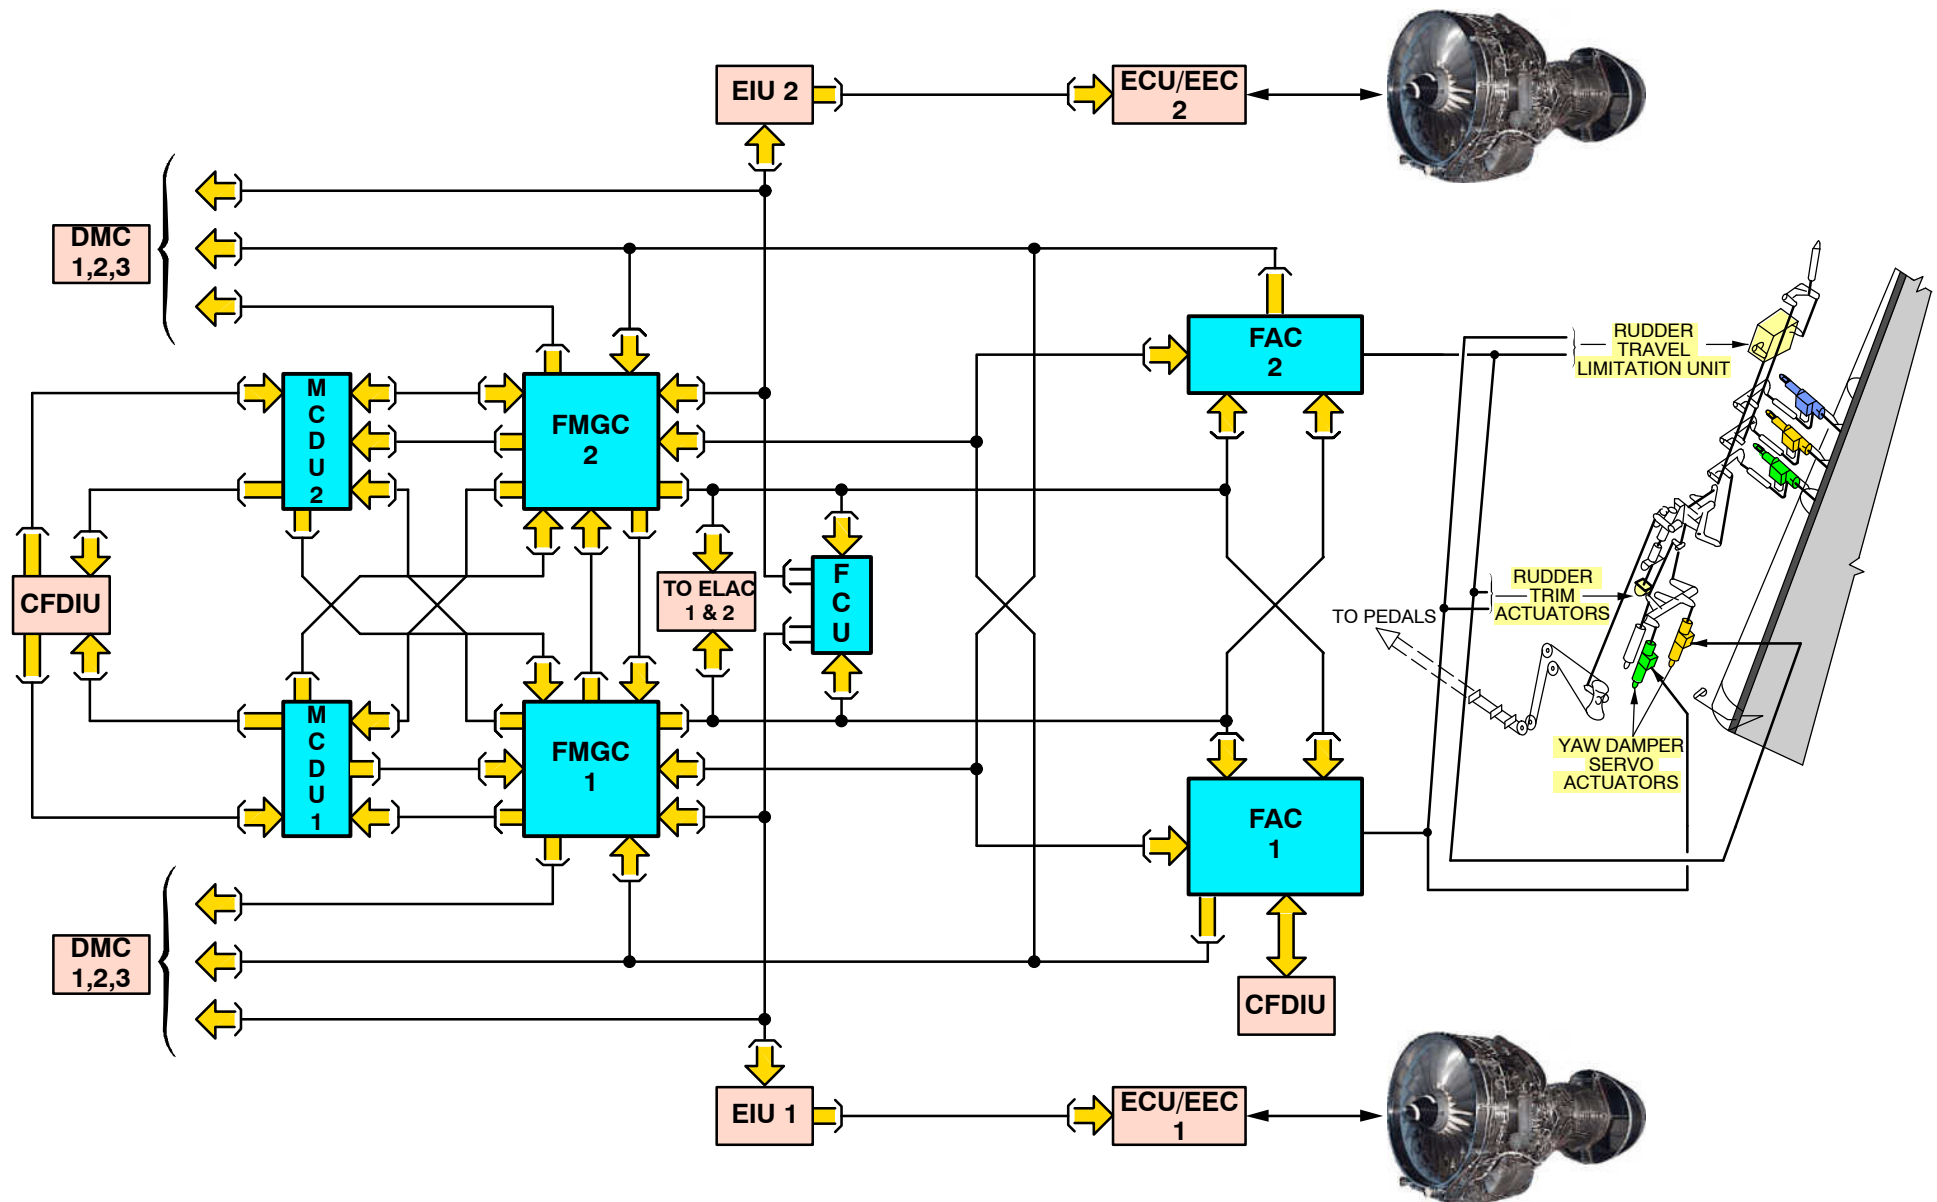 EIU 2
ECU/EEC
2
DMC
1,2,3
FAC
2
RUDDER
TRAVEL
LIMITATION UNIT
M
C
D
U
2
FMGC
2
CFDIU
TO ELAC
1 & 2
F
C
U
RUDDER
TRIM
ACTUATORS
TO PEDALS
M
C
D
U
1
FMGC
1
FAC
1
YAW DAMPER
SERVO
ACTUATORS
DMC
1,2,3
CFDIU
EIU 1
ECU/EEC
1